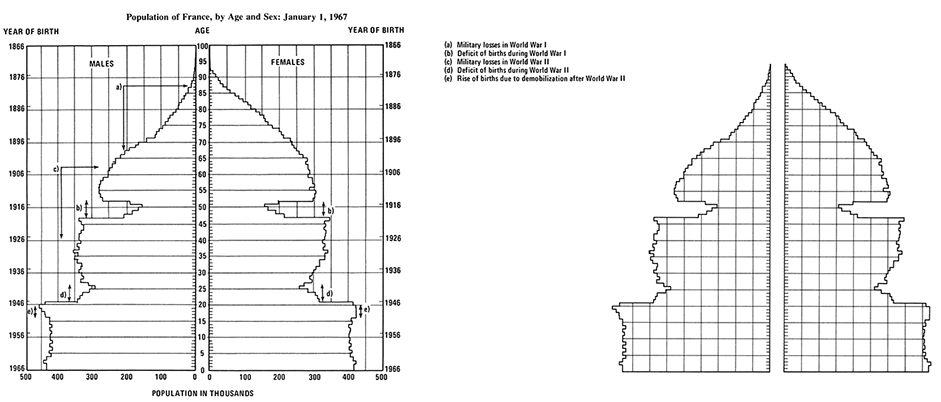 Population of France, by Age and Sex: January 1, 1967
YEAR OF BIRTH AGE YEAR OF BIRTH
MALES FEMALES
1866 100 1866
95
1876 90 1876
a) 85
1886 80 1886
75
1896 70 1896
65
c)
1906 60 1906
55
1916 b) 50 b) 1916
45
1926 40 1926
35
1936 30 1936
25
d) d)
1946 20 1946
e) 15 e)
1956 10 1956
5
1966 0 1966
500 400 300 200 100 0 0 100 200 300 400 500
POPULATION IN THOUSANDS
(a) Military losses in World War I
(b) Deficit of births during World War I
(c) Military losses in World War II
(d) Deficit of births during World War II
(e) Rise of births due to demobilization after World War II